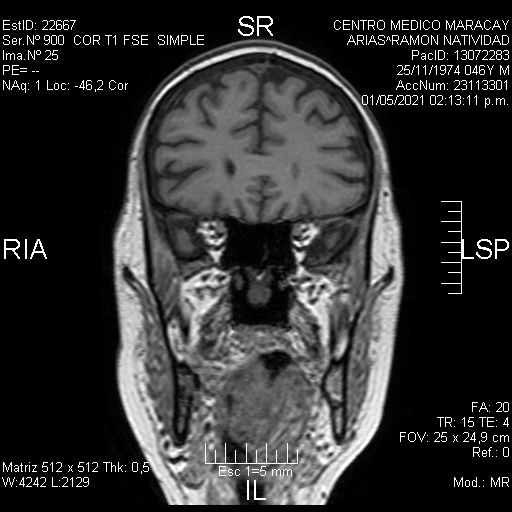 EstID: 22667
Ser.Nº 900 COR T1 FSE SIMPLE
Ima.Nº 25
PE= --
NAq: 1 Loc: -46,2 Cor
SR
CENTRO MEDICO MARACAY
ARIAS^RAMON NATIVIDAD
PacID: 13072283
25/11/1974 046Y M
AccNum: 23113301
01/05/2021 02:13:11 p.m.
RIA
LSP
FA: 20
TR: 15 TE: 4
FOV: 25 x 24,9 cm
Ref.: 0
Matriz 512 x 512 Thk: 0,5
W:4242 L:2129
Esc 1=5 mm
IL
Mod.: MR